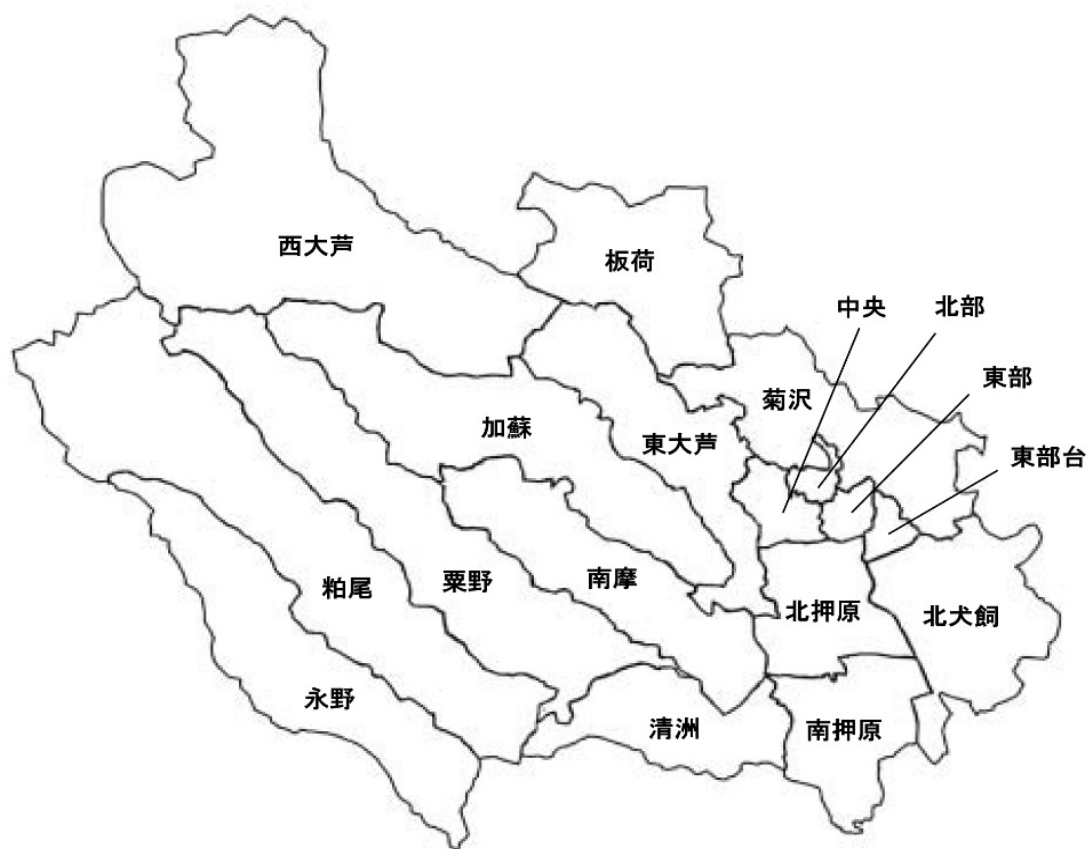 西大芦
板荷
中央
北部
東部
菊沢
東部台
加蘇
東大芦
粕尾
粟野
南摩
北押原
北犬飼
永野
清洲
南押原